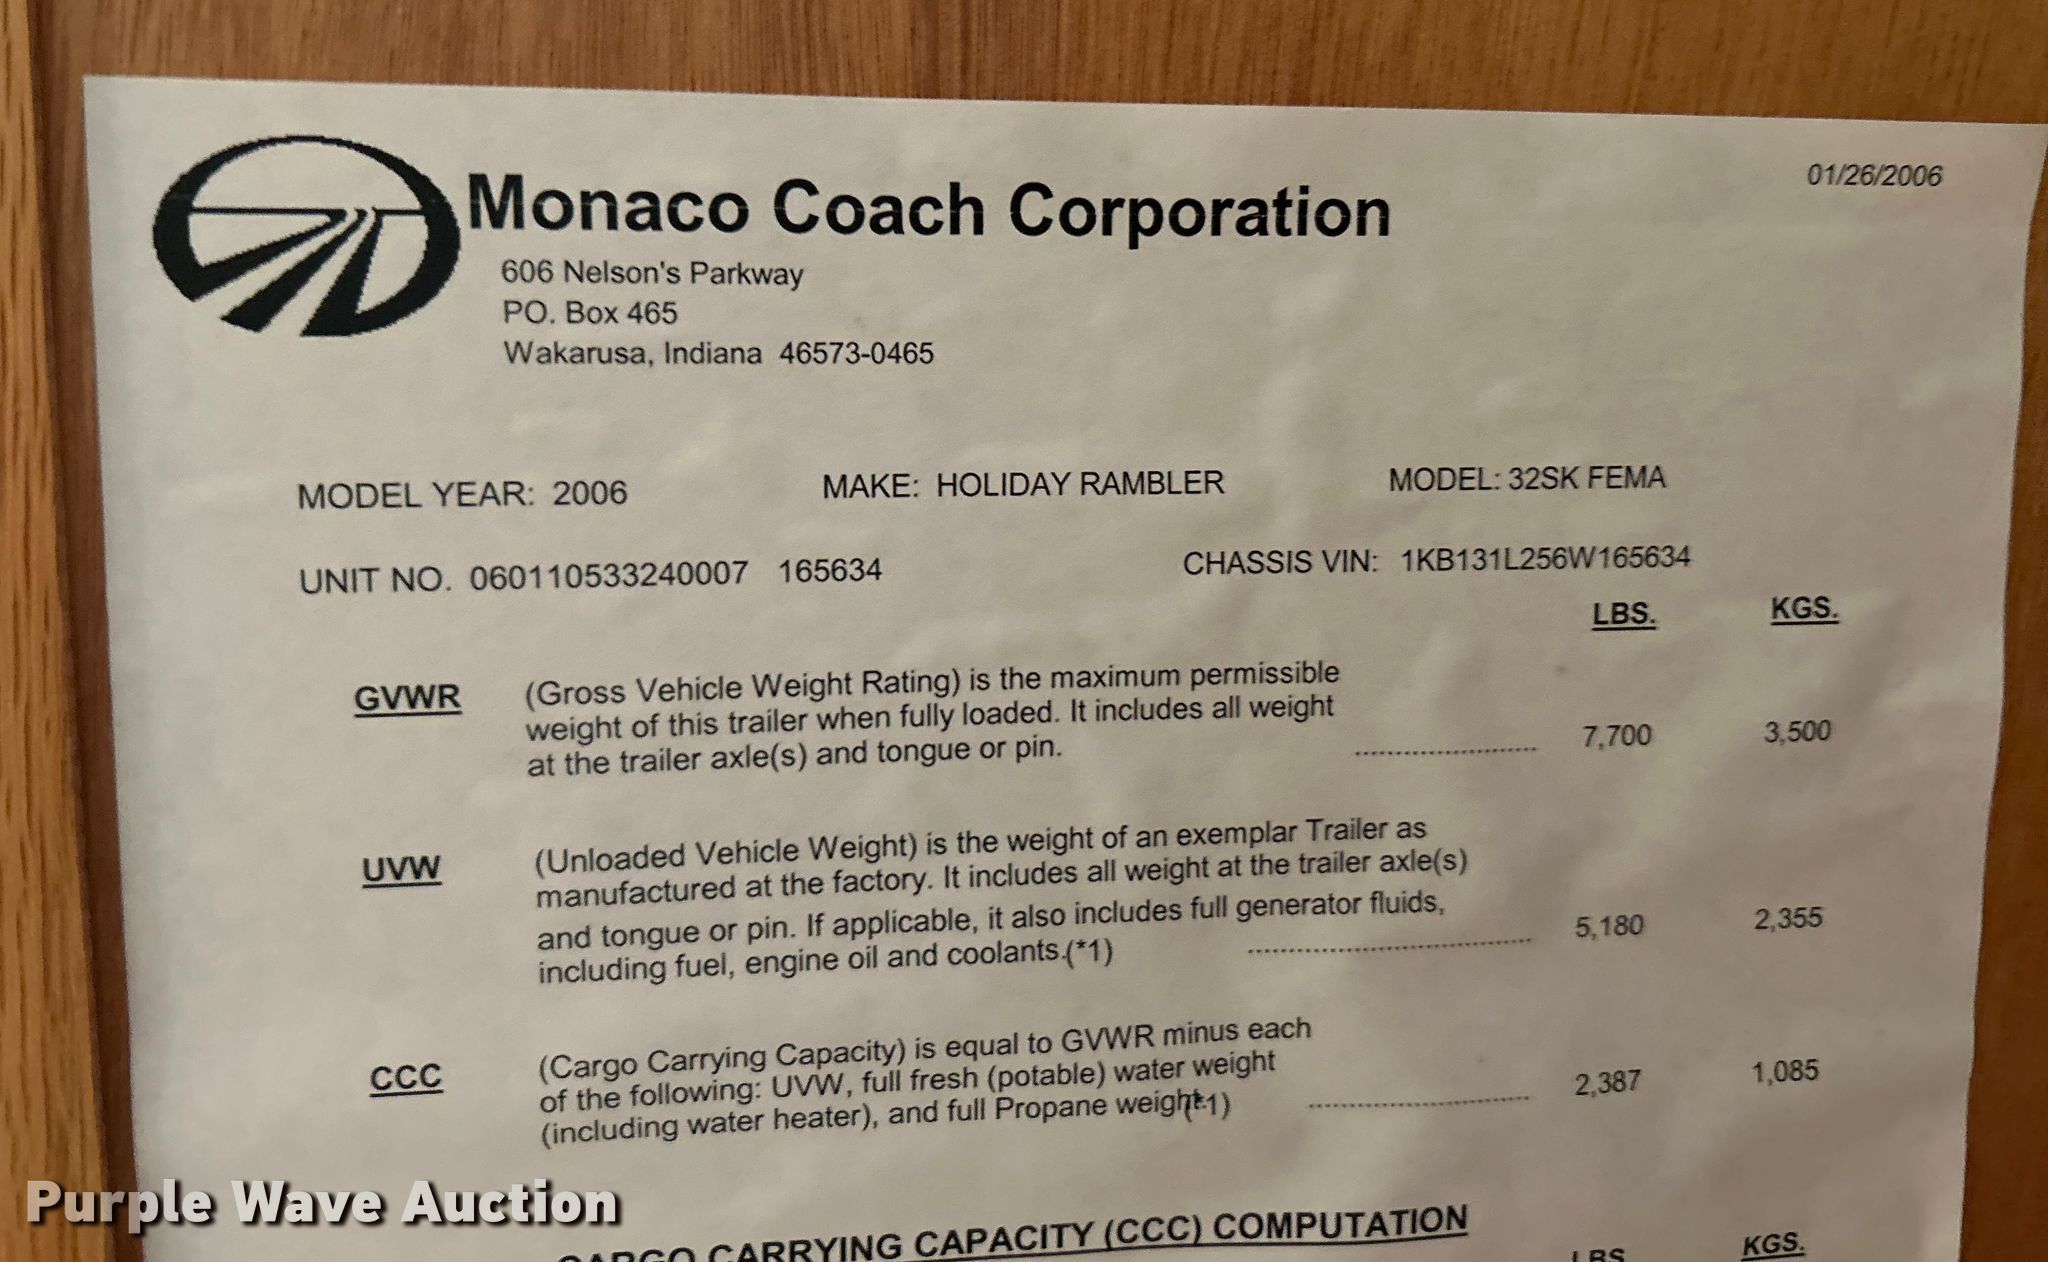 01/26/2006
Monaco Coach Corporation
606 Nelson's Parkway
PO. Box 465
Wakarusa, Indiana 46573-0465
MODEL YEAR: 2006 MAKE: HOLIDAY RAMBLER MODEL: 32SK FEMA
UNIT NO. 060110533240007 165634 CHASSIS VIN: 1KB131L256W165634
LBS. KGS.
GVWR (Gross Vehicle Weight Rating) is the maximum permissible
weight of this trailer when fully loaded. It includes all weight
at the trailer axle(s) and tongue or pin. 7,700 3,500
UVW (Unloaded Vehicle Weight) is the weight of an exemplar Trailer as
manufactured at the factory. It includes all weight at the trailer axle(s)
and tongue or pin. If applicable, it also includes full generator fluids,
including fuel, engine oil and coolants.(*1) 5,180 2,355
CCC (Cargo Carrying Capacity) is equal to GVWR minus each
of the following: UVW, full fresh (potable) water weight
(including water heater), and full Propane weight.(*1) 2,387 1,085
CARGO CARRYING CAPACITY (CCC) COMPUTATION
LBS. KGS.
Purple Wave Auction